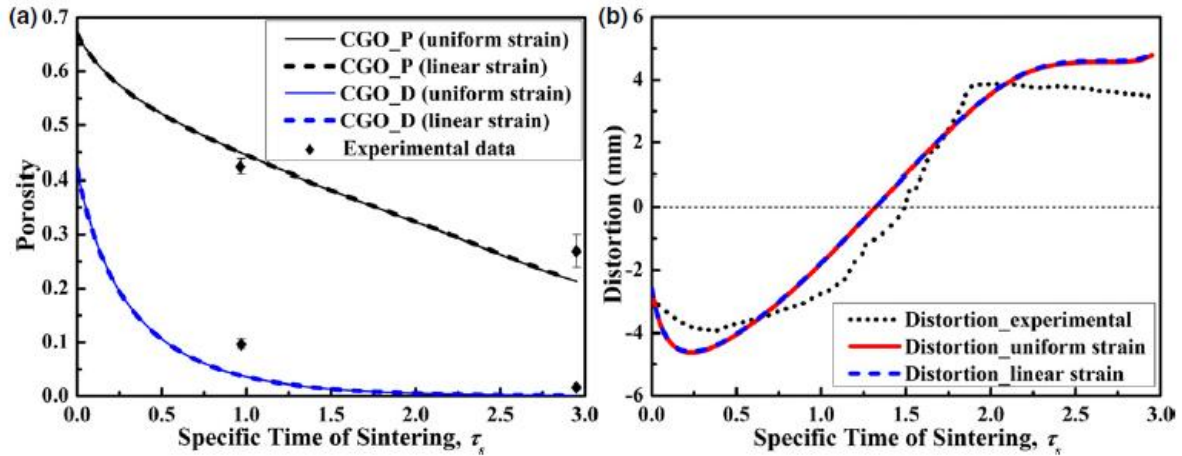 (a)
0.7
0.6
0.5
0.4
0.3
0.2
0.1
0.0
Porosity
CGO_P (uniform strain)
CGO_P (linear strain)
CGO_D (uniform strain)
CGO_D (linear strain)
Experimental data
0.0 0.5 1.0 1.5 2.0 2.5 3.0
Specific Time of Sintering, τs
(b)
6
4
2
0
-2
-4
-6
Distortion (mm)
Distortion_experimental
Distortion_uniform strain
Distortion_linear strain
0.0 0.5 1.0 1.5 2.0 2.5 3.0
Specific Time of Sintering, τs